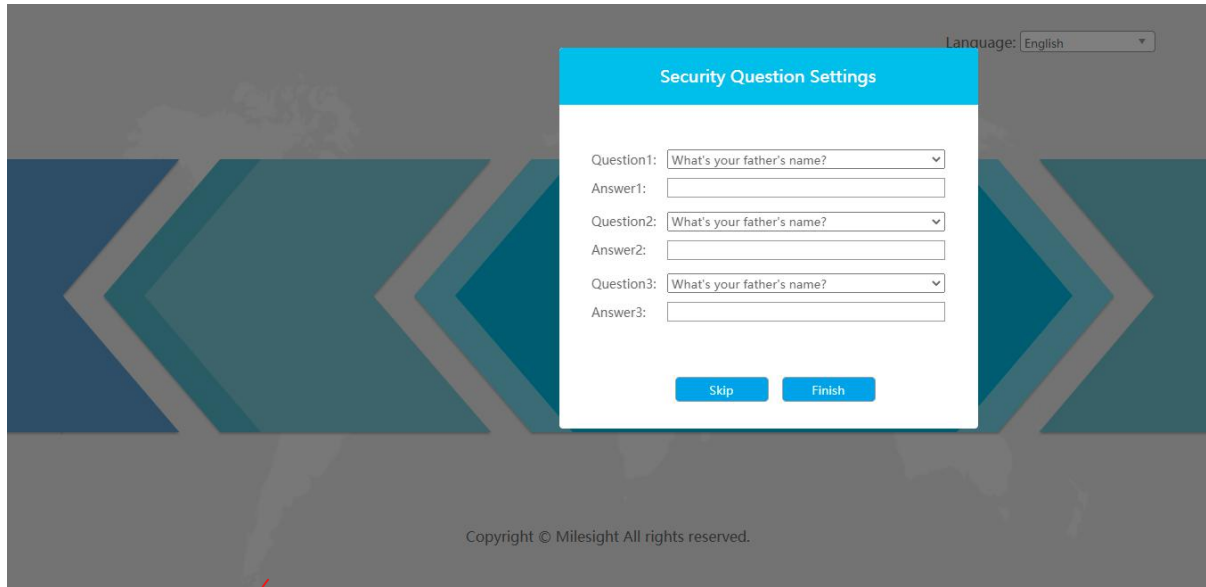 Language: English
Security Question Settings
Question1: What's your father's name?
Answer1:
Question2: What's your father's name?
Answer2:
Question3: What's your father's name?
Answer3:
Skip Finish
Copyright © Milesight All rights reserved.